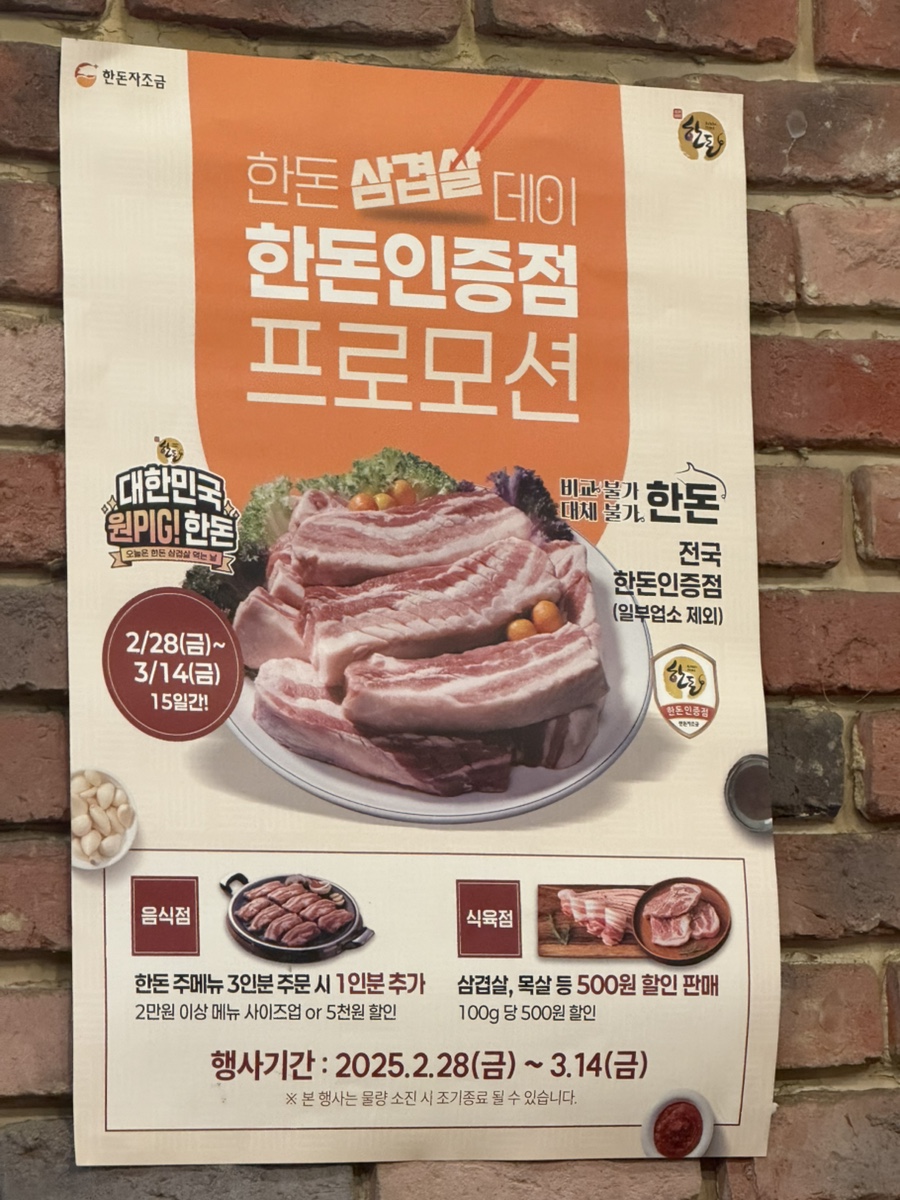 한돈자조금
한돈
한돈 삼겹살 데이
한돈인증점
프로모션
한돈
대한민국
원PIG! 한돈
오늘은 한돈 삼겹살 먹는 날
2/28(금)~
3/14(금)
15일간!
비교 불가
대체 불가
한돈
전국
한돈인증점
(일부업소 제외)
한돈
한돈인증점
한돈자조금
음식점
한돈 주메뉴 3인분 주문 시 1인분 추가
2만원 이상 메뉴 사이즈업 or 5천원 할인
식육점
삼겹살, 목살 등 500원 할인 판매
100g 당 500원 할인
행사기간 : 2025.2.28(금) ~ 3.14(금)
※ 본 행사는 물량 소진 시 조기종료 될 수 있습니다.